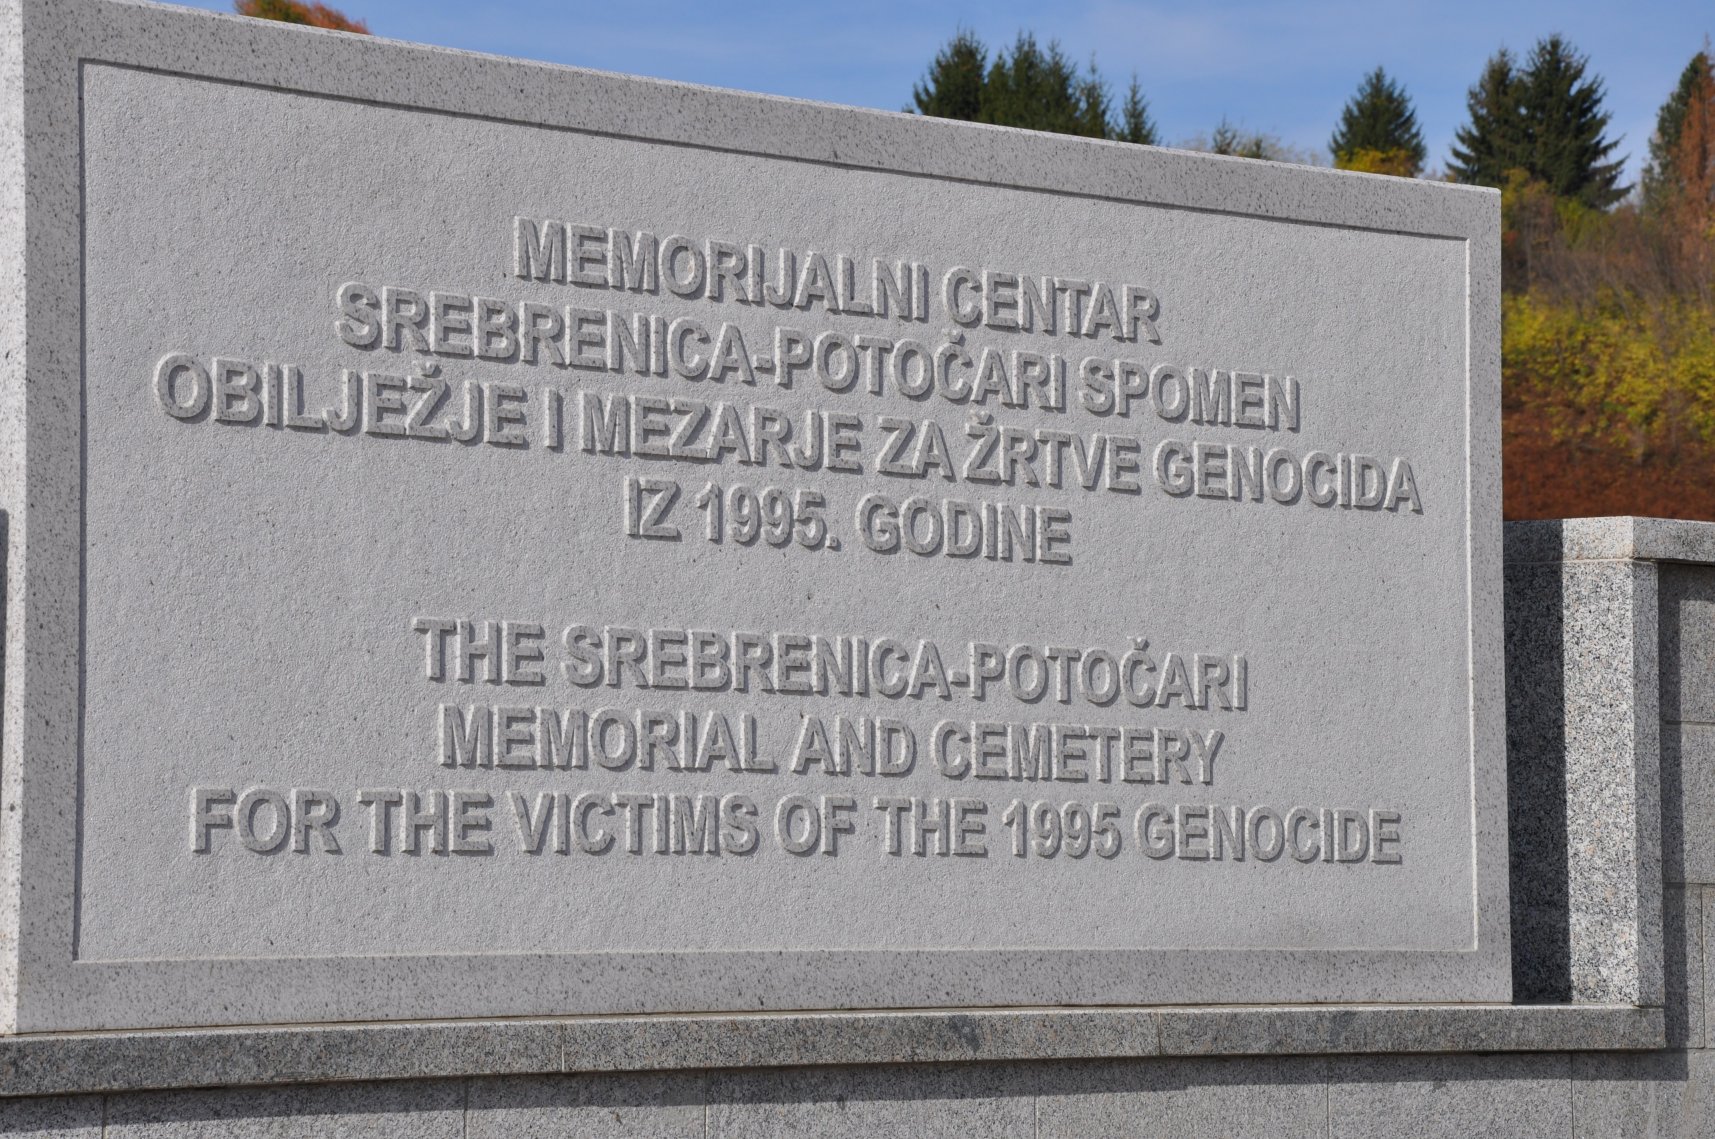 MEMORIJALNI CENTAR
SREBRENICA-POTOČARI SPOMEN
OBILJEŽJE I MEZARJE ZA ŽRTVE GENOCIDA
IZ 1995. GODINE
THE SREBRENICA-POTOČARI
MEMORIAL AND CEMETERY
FOR THE VICTIMS OF THE 1995 GENOCIDE